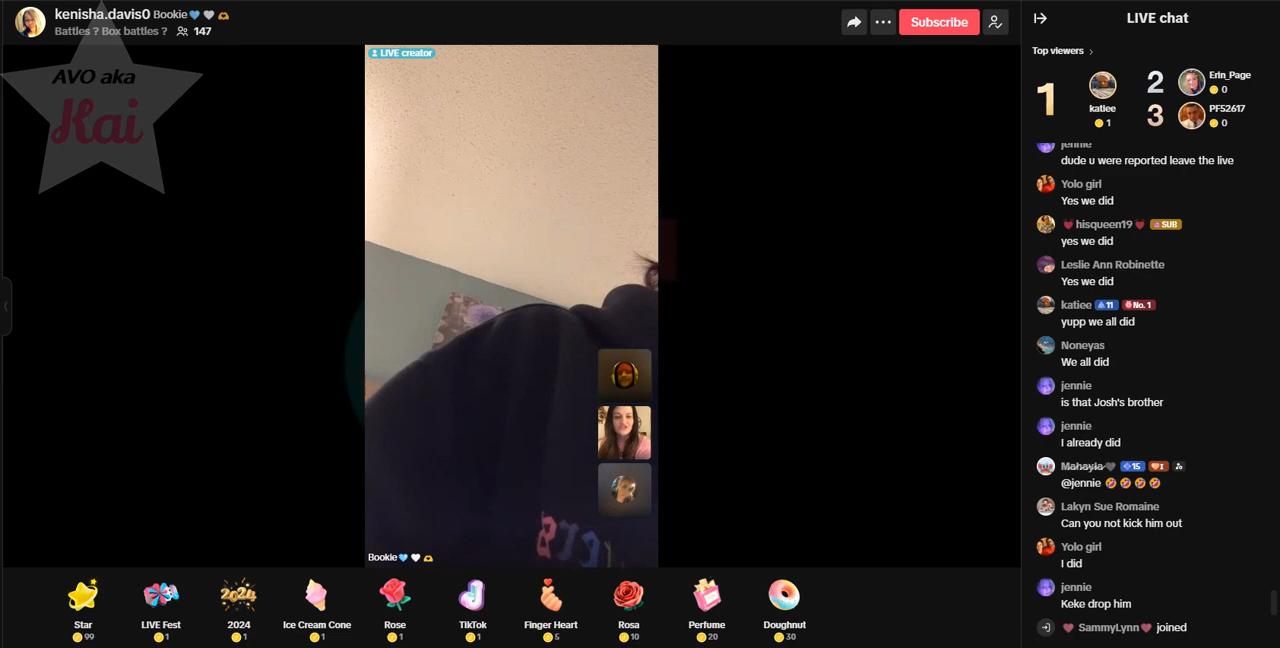 kenisha.davis0 Bookie💙🤍🫶
Battles ? Box battles ? 147
Subscribe
LIVE chat
AVO aka
Kai
LIVE creator
Top viewers
1
katiee
1
2
Erin_Page
0
3
PF52617
0
jennie
dude u were reported leave the live
Yolo girl
Yes we did
💗hisqueen19💗 SUB
yes we did
Leslie Ann Robinette
Yes we did
katiee 11 No. 1
yupp we all did
Noneyas
We all did
jennie
is that Josh's brother
jennie
I already did
Mahayla🖤 15 I
@jennie 🤣🤣🤣🤣
Lakyn Sue Romaine
Can you not kick him out
Yolo girl
I did
jennie
Keke drop him
💗SammyLynn💗 joined
Bookie💙🤍🫶
Star
99
LIVE Fest
1
2024
2024
1
Ice Cream Cone
1
Rose
1
TikTok
1
Finger Heart
5
Rosa
10
Perfume
20
Doughnut
30